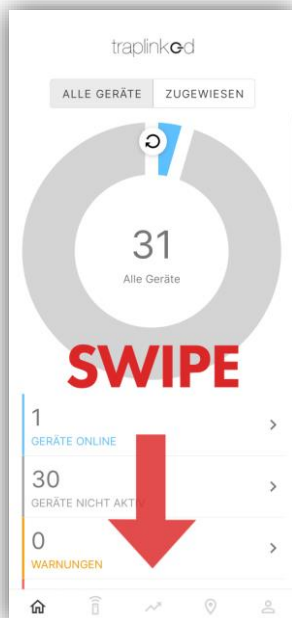 traplinked
ALLE GERÄTE ZUGEWIESEN
31
Alle Geräte
SWIPE
1
GERÄTE ONLINE
30
GERÄTE NICHT AKTIV
0
WARNUNGEN